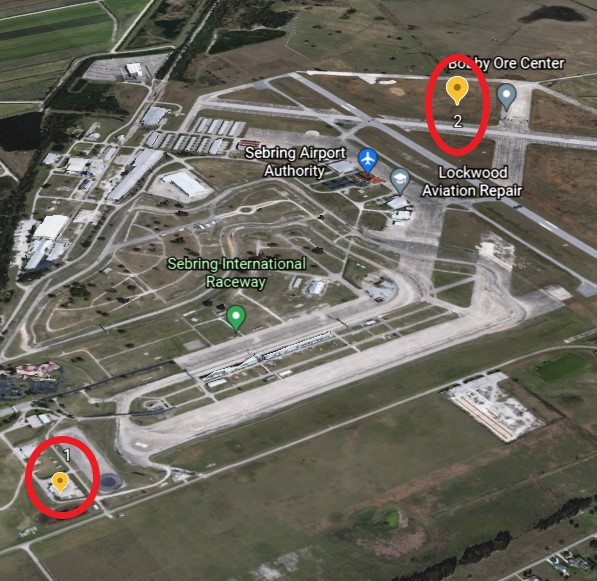 Bobby Ore Center
2
Sebring Airport
Authority
Lockwood
Aviation Repair
Sebring International
Raceway
1